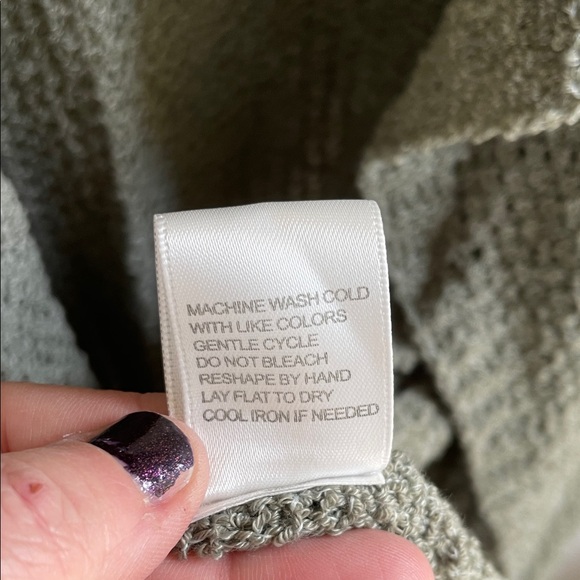 MACHINE WASH COLD
WITH LIKE COLORS
GENTLE CYCLE
DO NOT BLEACH
RESHAPE BY HAND
LAY FLAT TO DRY
COOL IRON IF NEEDED